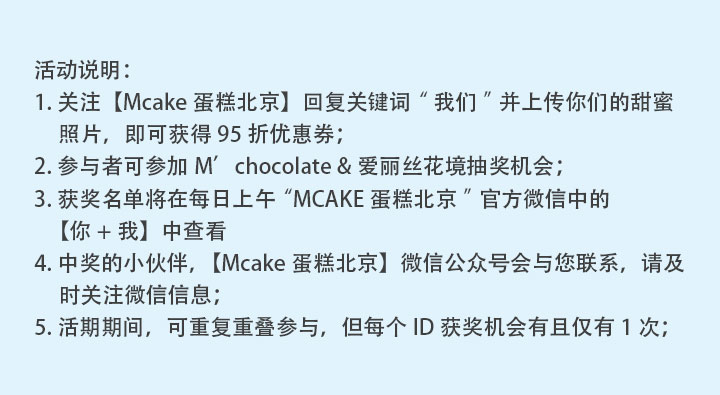 活动说明：
1. 关注【Mcake 蛋糕北京】回复关键词 “ 我们 ” 并上传你们的甜蜜
照片，即可获得 95 折优惠券；
2. 参与者可参加 M’ chocolate & 爱丽丝花境抽奖机会；
3. 获奖名单将在每日上午 “MCAKE 蛋糕北京 ” 官方微信中的
【你 + 我】中查看
4. 中奖的小伙伴，【Mcake 蛋糕北京】微信公众号会与您联系，请及
时关注微信信息；
5. 活期期间，可重复重叠参与，但每个 ID 获奖机会有且仅有 1 次；